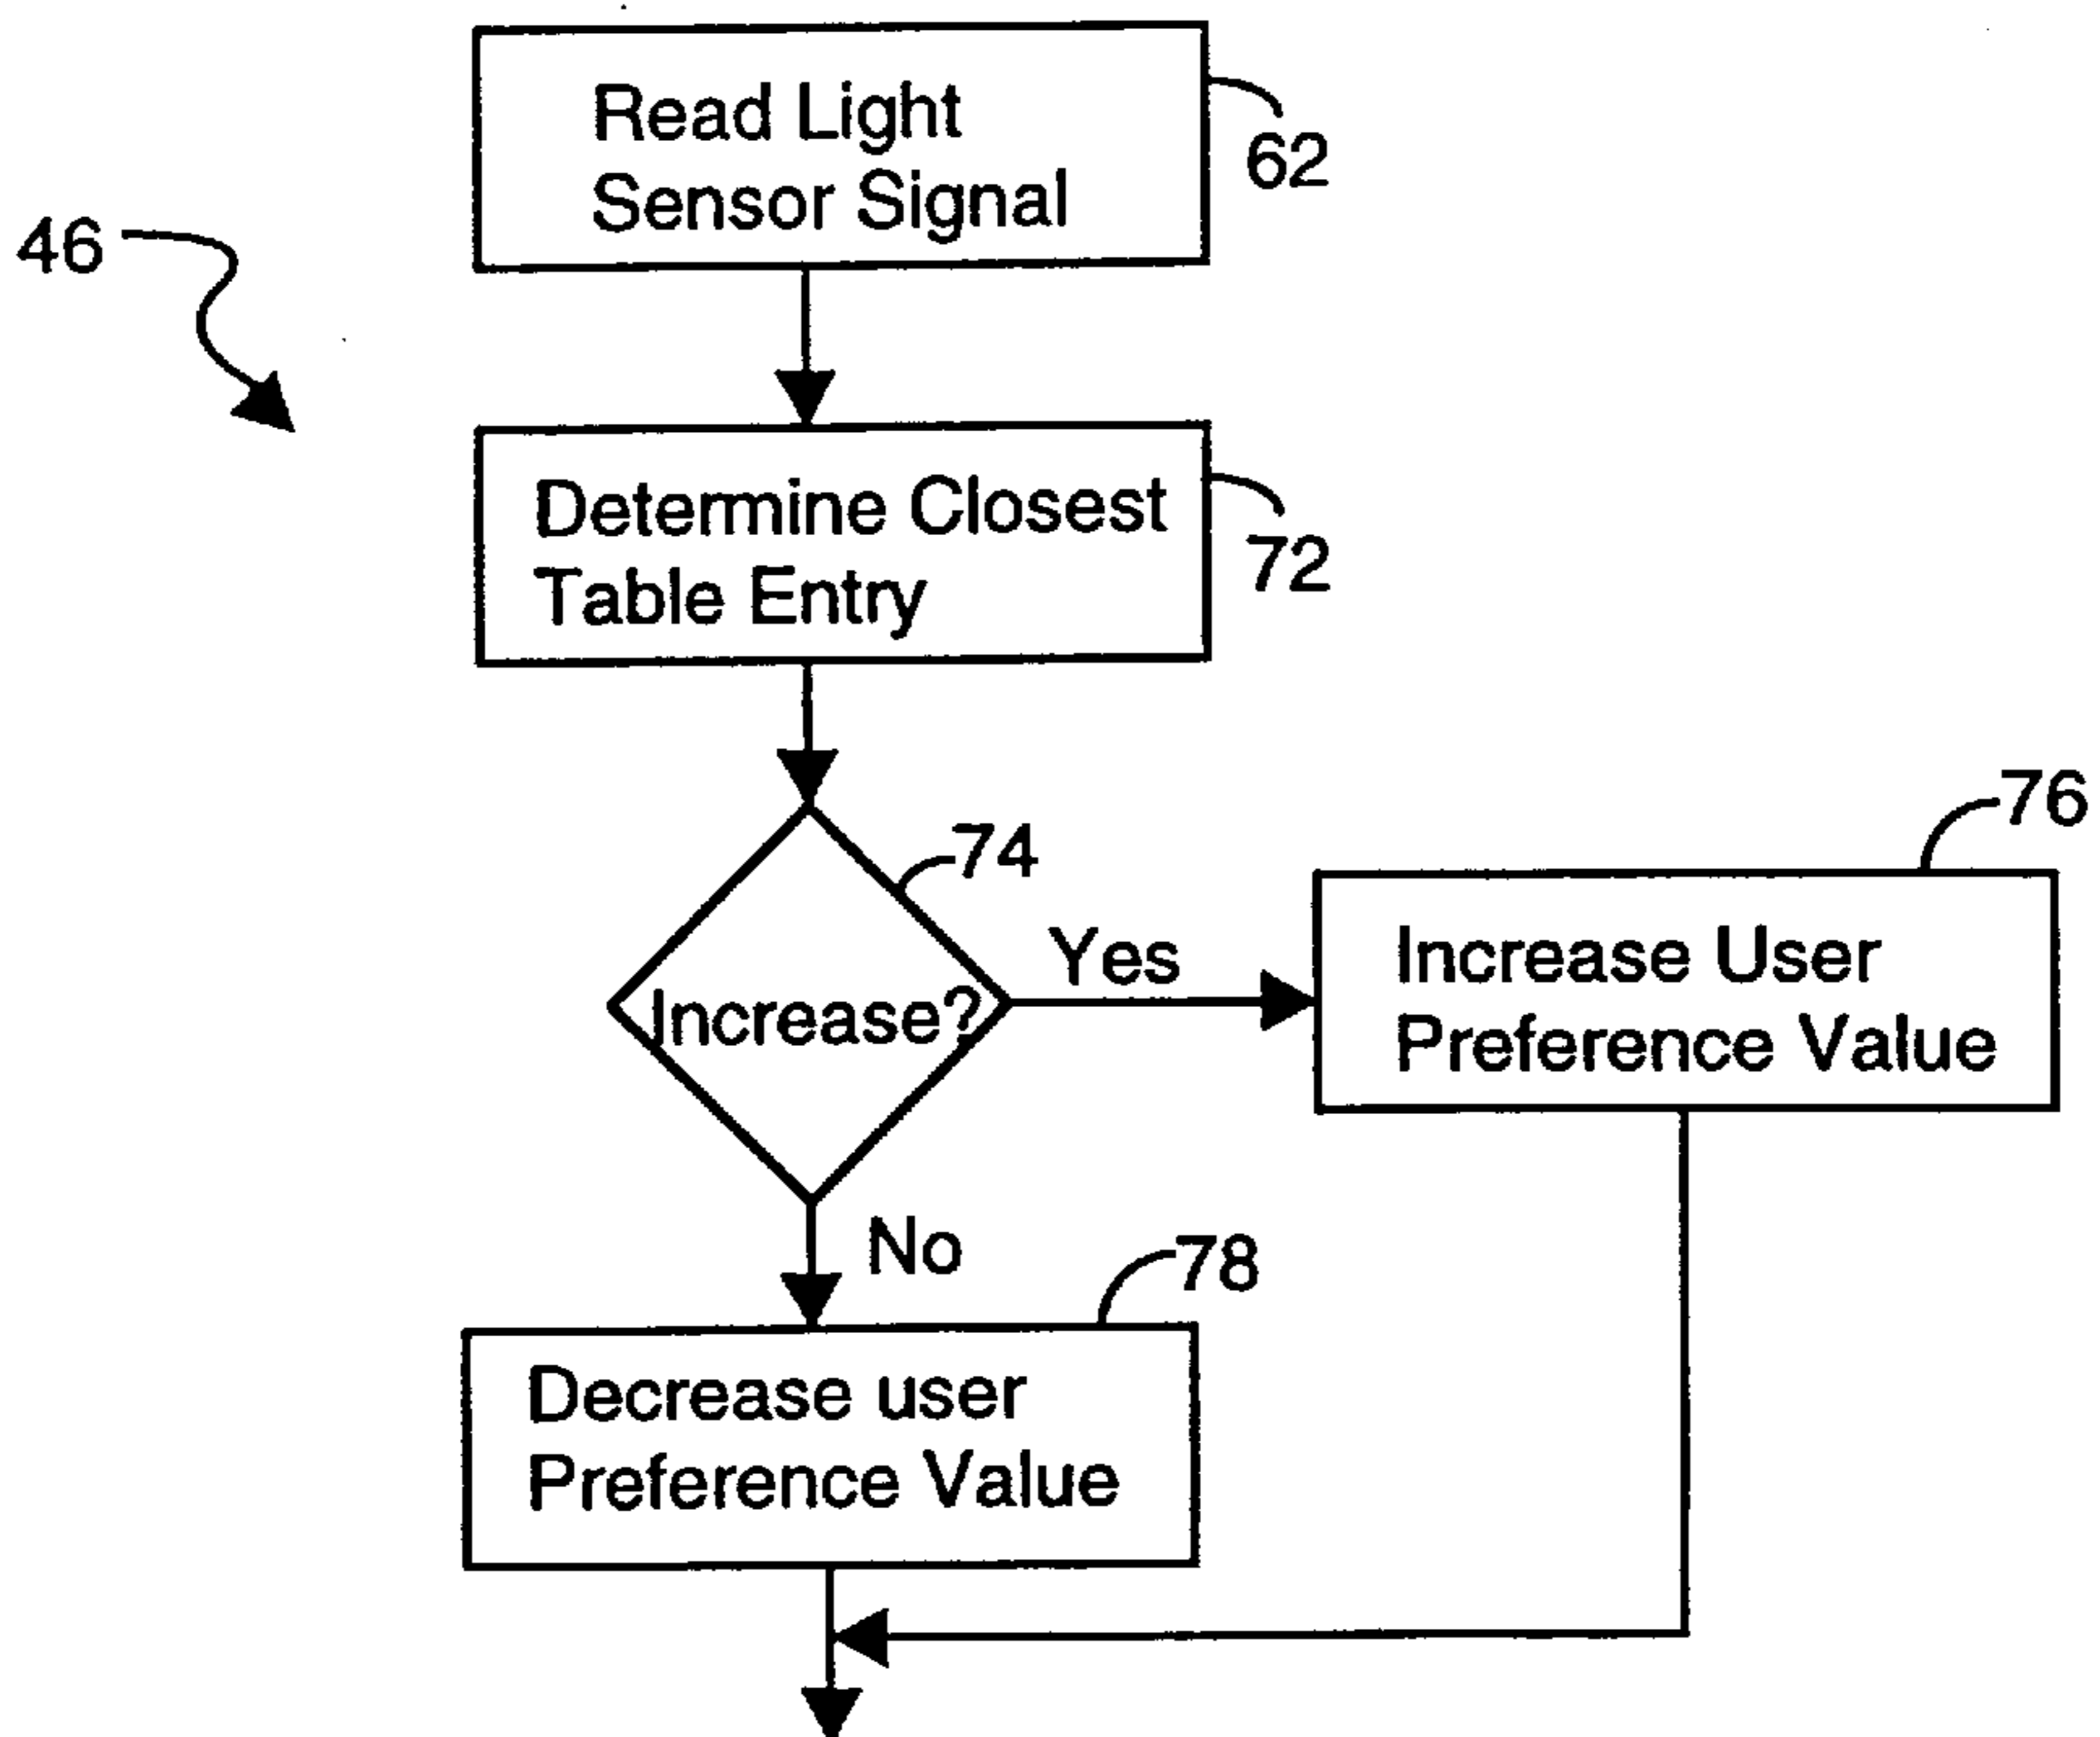 Read Light
Sensor Signal
62
46
Determine Closest
Table Entry
72
74
Increase?
Yes
76
Increase User
Preference Value
No
78
Decrease user
Preference Value